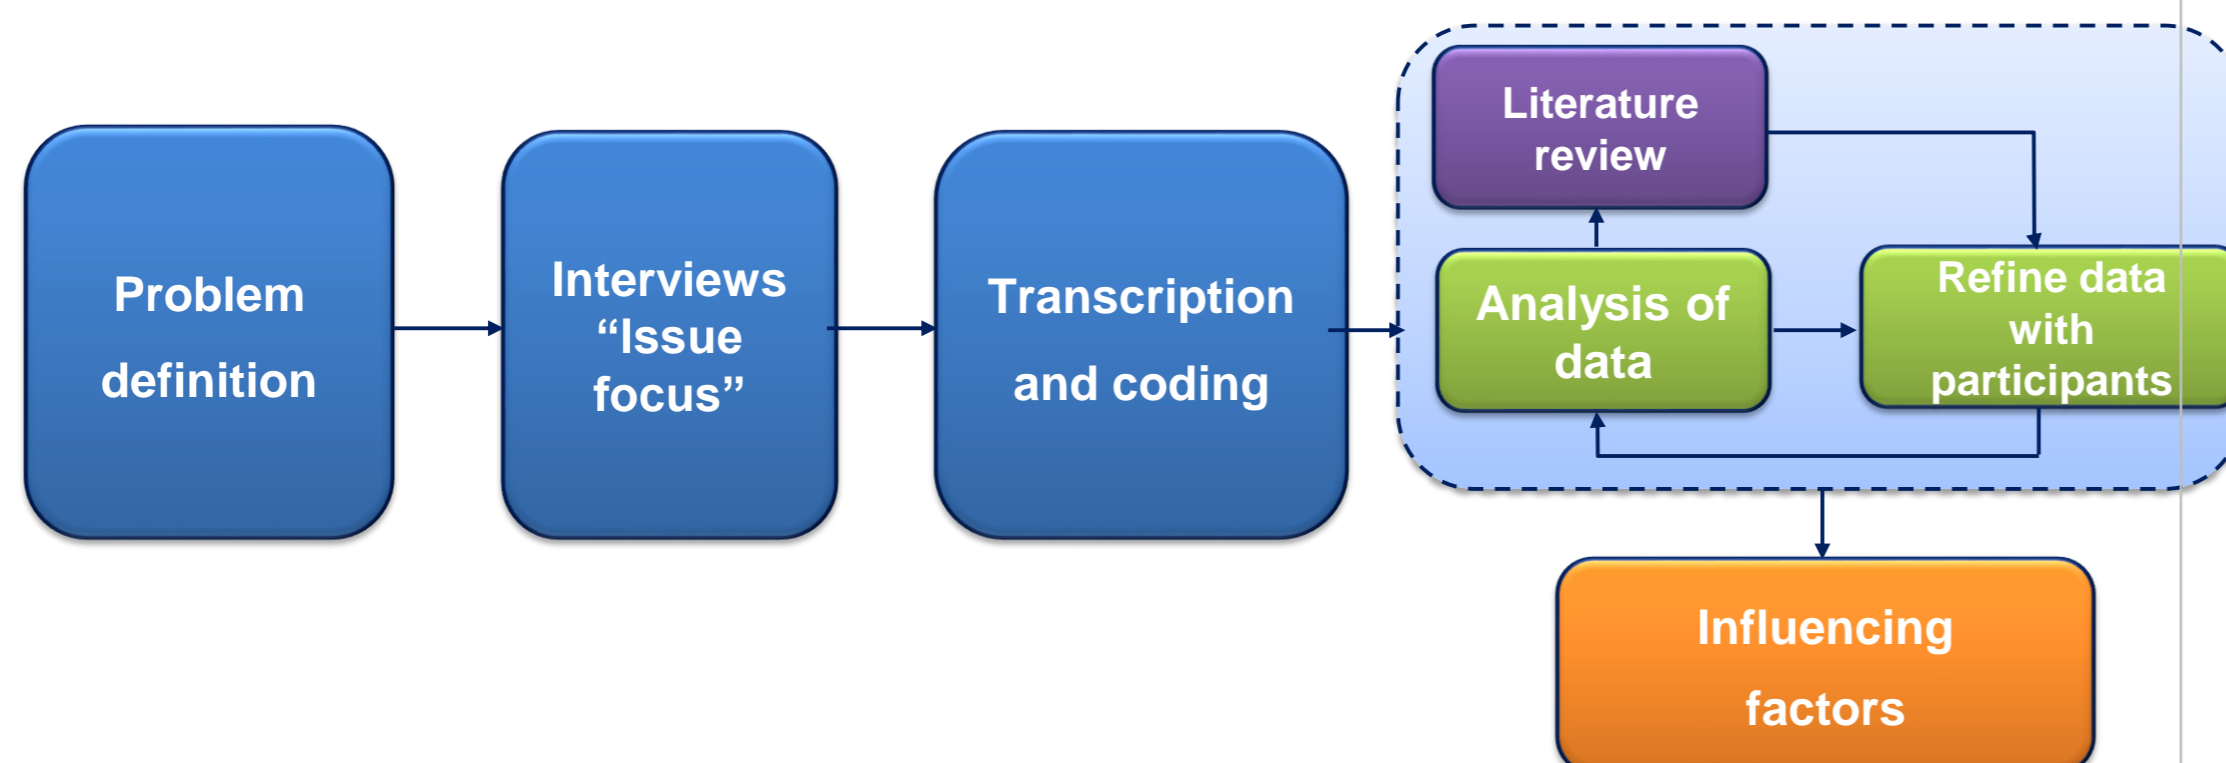 Problem
definition
Interviews
“Issue
focus”
Transcription
and coding
Literature
review
Analysis of
data
Refine data
with
participants
Influencing
factors